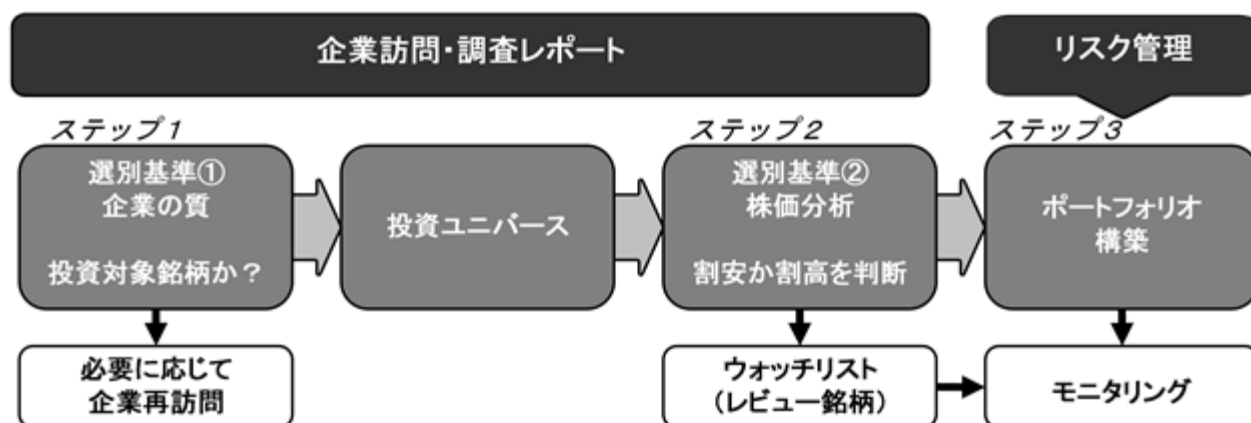 企業訪問・調査レポート
リスク管理
ステップ1
選別基準①
企業の質
投資対象銘柄か？
投資ユニバース
ステップ2
選別基準②
株価分析
割安か割高を判断
ステップ3
ポートフォリオ
構築
必要に応じて
企業再訪問
ウォッチリスト
（レビュー銘柄）
モニタリング